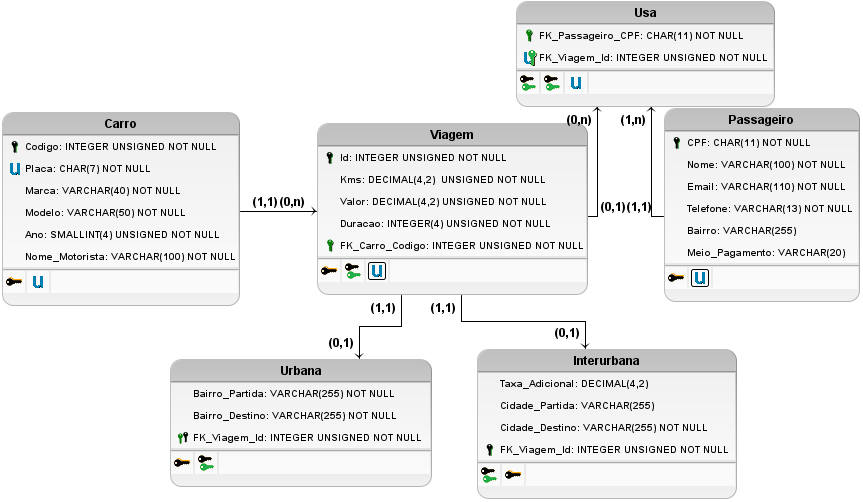 Usa
FK_Passageiro_CPF: CHAR(11) NOT NULL
FK_Viagem_Id: INTEGER UNSIGNED NOT NULL
u
Carro
Codigo: INTEGER UNSIGNED NOT NULL
u Placa: CHAR(7) NOT NULL
Marca: VARCHAR(40) NOT NULL
Modelo: VARCHAR(50) NOT NULL
Ano: SMALLINT(4) UNSIGNED NOT NULL
Nome_Motorista: VARCHAR(100) NOT NULL
u
(1,1) (0,n)
Viagem
Id: INTEGER UNSIGNED NOT NULL
Kms: DECIMAL(4,2) UNSIGNED NOT NULL
Valor: DECIMAL(4,2) UNSIGNED NOT NULL
Duracao: INTEGER(4) UNSIGNED NOT NULL
FK_Carro_Codigo: INTEGER UNSIGNED NOT NULL
u
(0,n)
(1,n)
(0,1) (1,1)
Passageiro
CPF: CHAR(11) NOT NULL
Nome: VARCHAR(100) NOT NULL
Email: VARCHAR(110) NOT NULL
Telefone: VARCHAR(13) NOT NULL
Bairro: VARCHAR(255)
Meio_Pagamento: VARCHAR(20)
u
(1,1)
(1,1)
(0,1)
(0,1)
Urbana
Bairro_Partida: VARCHAR(255) NOT NULL
Bairro_Destino: VARCHAR(255) NOT NULL
FK_Viagem_Id: INTEGER UNSIGNED NOT NULL
Interurbana
Taxa_Adicional: DECIMAL(4,2)
Cidade_Partida: VARCHAR(255)
Cidade_Destino: VARCHAR(255) NOT NULL
FK_Viagem_Id: INTEGER UNSIGNED NOT NULL